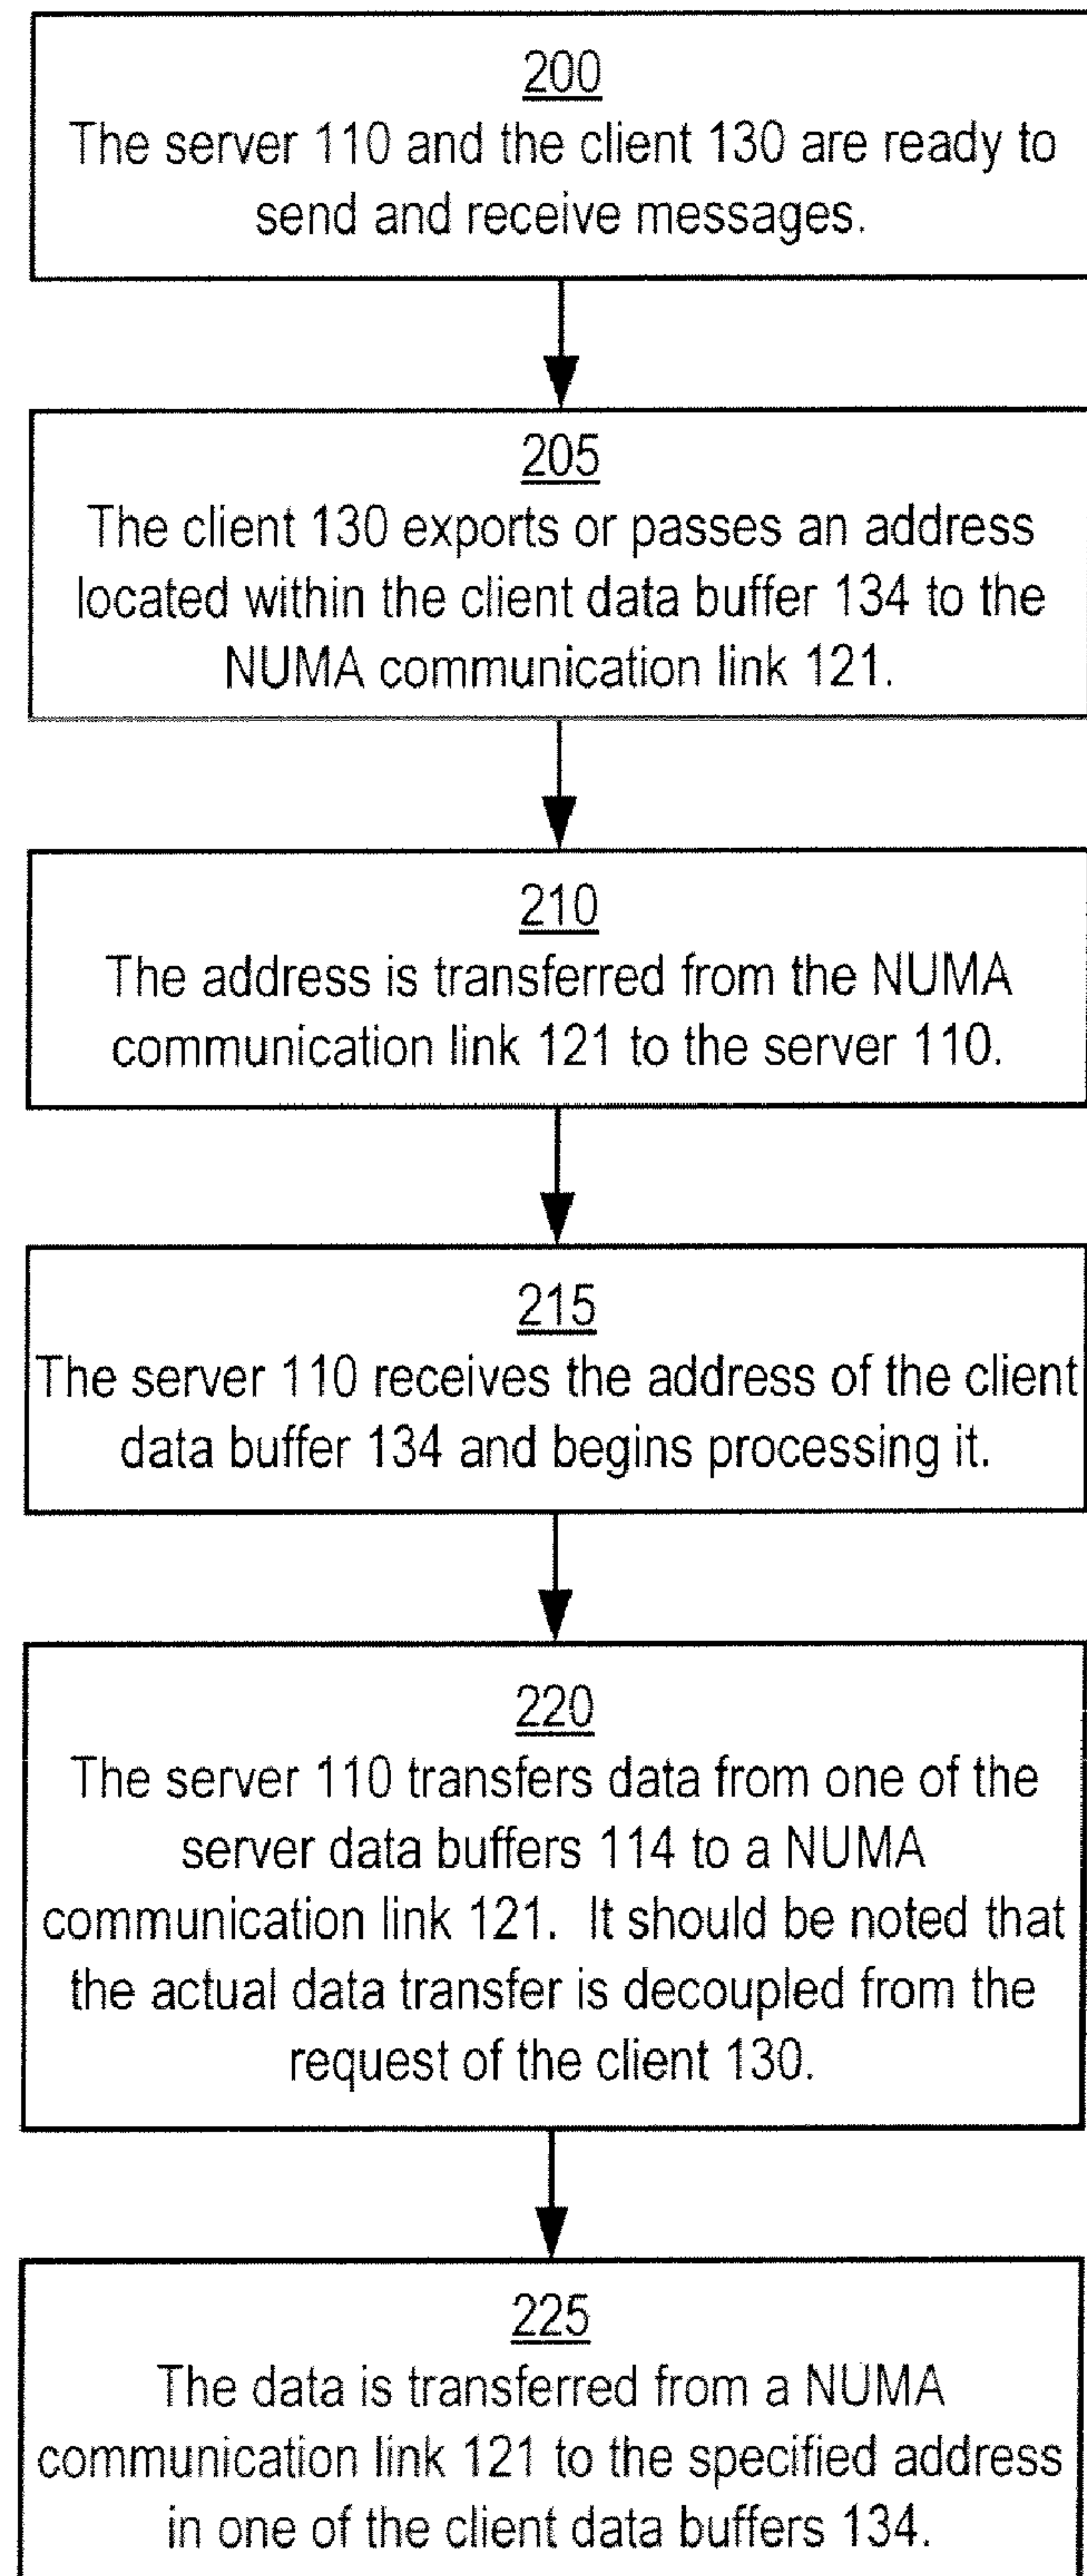 200
The server 110 and the client 130 are ready to
send and receive messages.
205
The client 130 exports or passes an address
located within the client data buffer 134 to the
NUMA communication link 121.
210
The address is transferred from the NUMA
communication link 121 to the server 110.
215
The server 110 receives the address of the client
data buffer 134 and begins processing it.
220
The server 110 transfers data from one of the
server data buffers 114 to a NUMA
communication link 121.  It should be noted that
the actual data transfer is decoupled from the
request of the client 130.
225
The data is transferred from a NUMA
communication link 121 to the specified address
in one of the client data buffers 134.